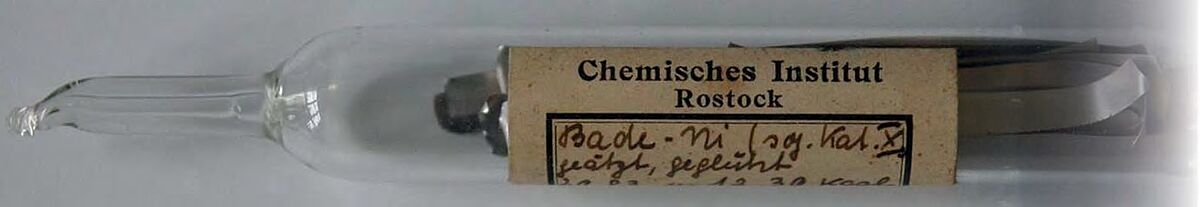 Chemisches Institut
Rostock
Bade-Ni (sog. Kat. X)
geätzt, geglüht